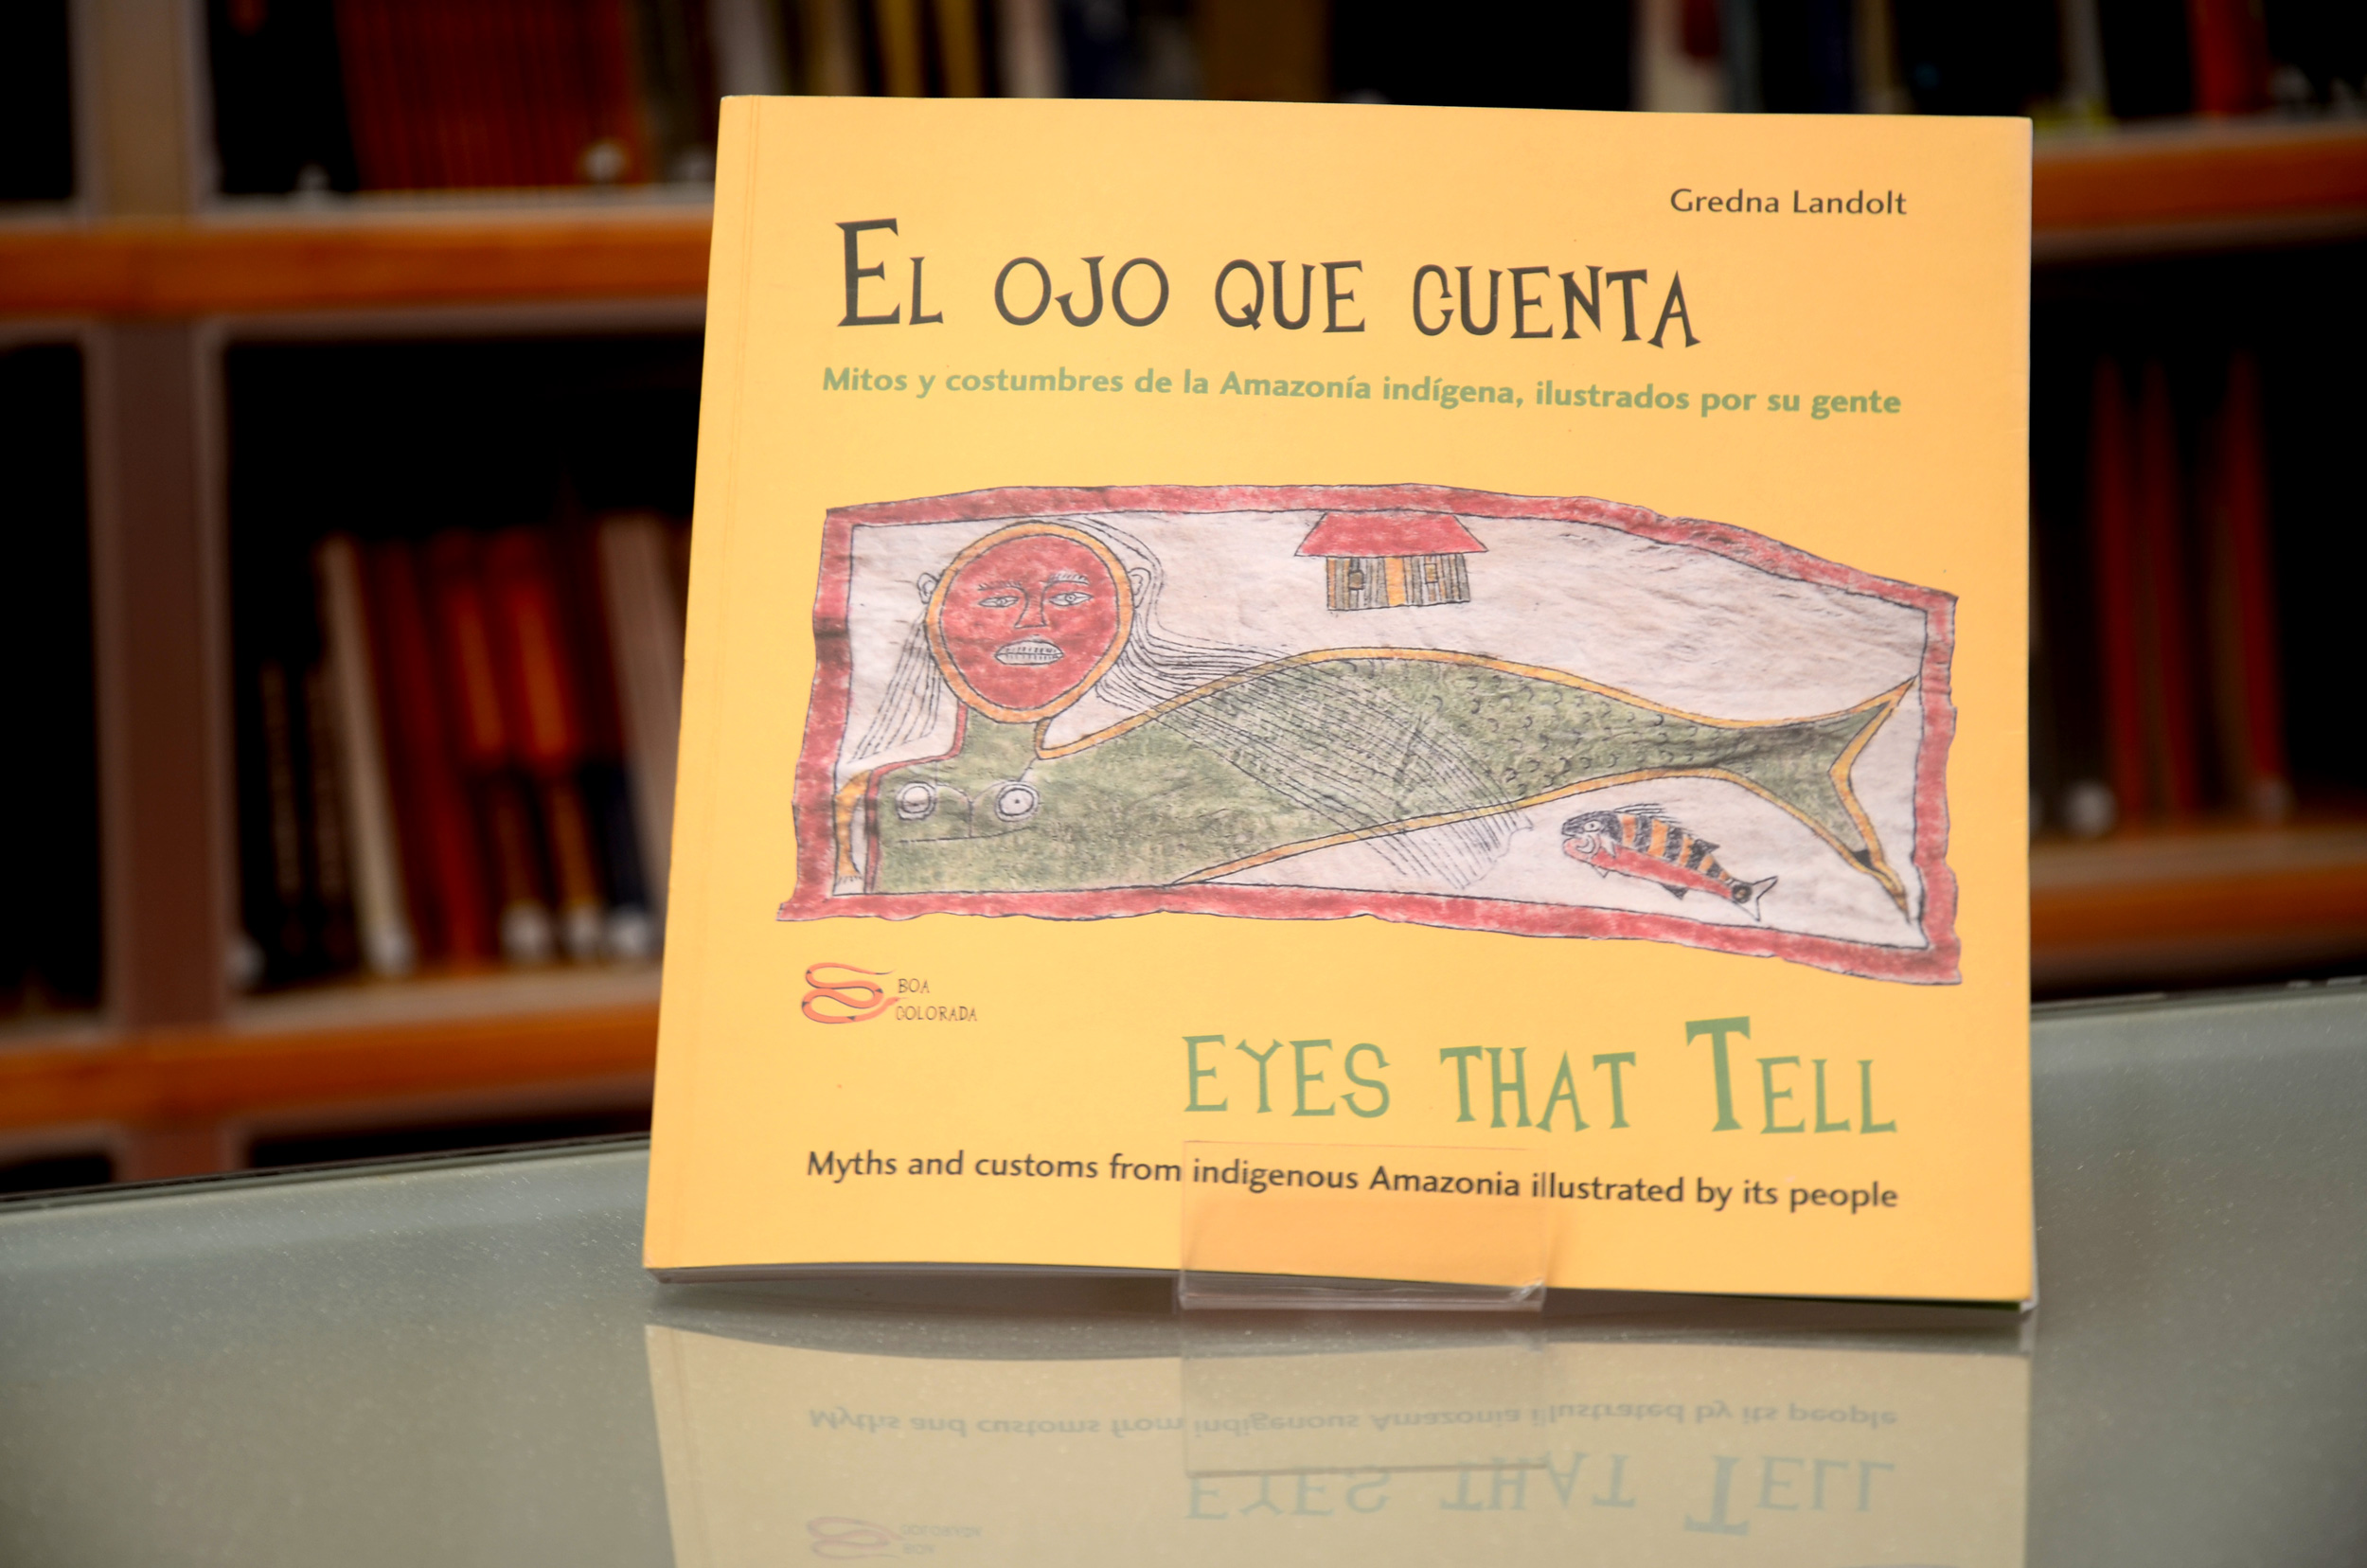 Gredna Landolt
El ojo que cuenta
Mitos y costumbres de la Amazonía indígena, ilustrados por su gente
BOA
COLORADA
EYES THAT TELL
Myths and customs from indigenous Amazonia illustrated by its people